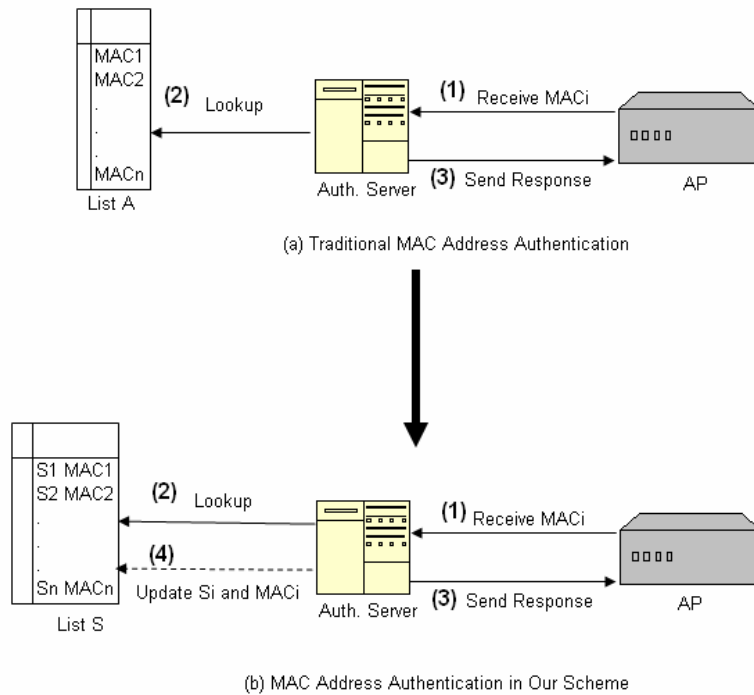 MAC1
MAC2
.
.
.
MACn
List A
(2) Lookup
Auth. Server
(1) Receive MACi
(3) Send Response
AP
(a) Traditional MAC Address Authentication
S1 MAC1
S2 MAC2
.
.
.
Sn MACn
List S
(2) Lookup
(4)
Update Si and MACi
Auth. Server
(1) Receive MACi
(3) Send Response
AP
(b) MAC Address Authentication in Our Scheme